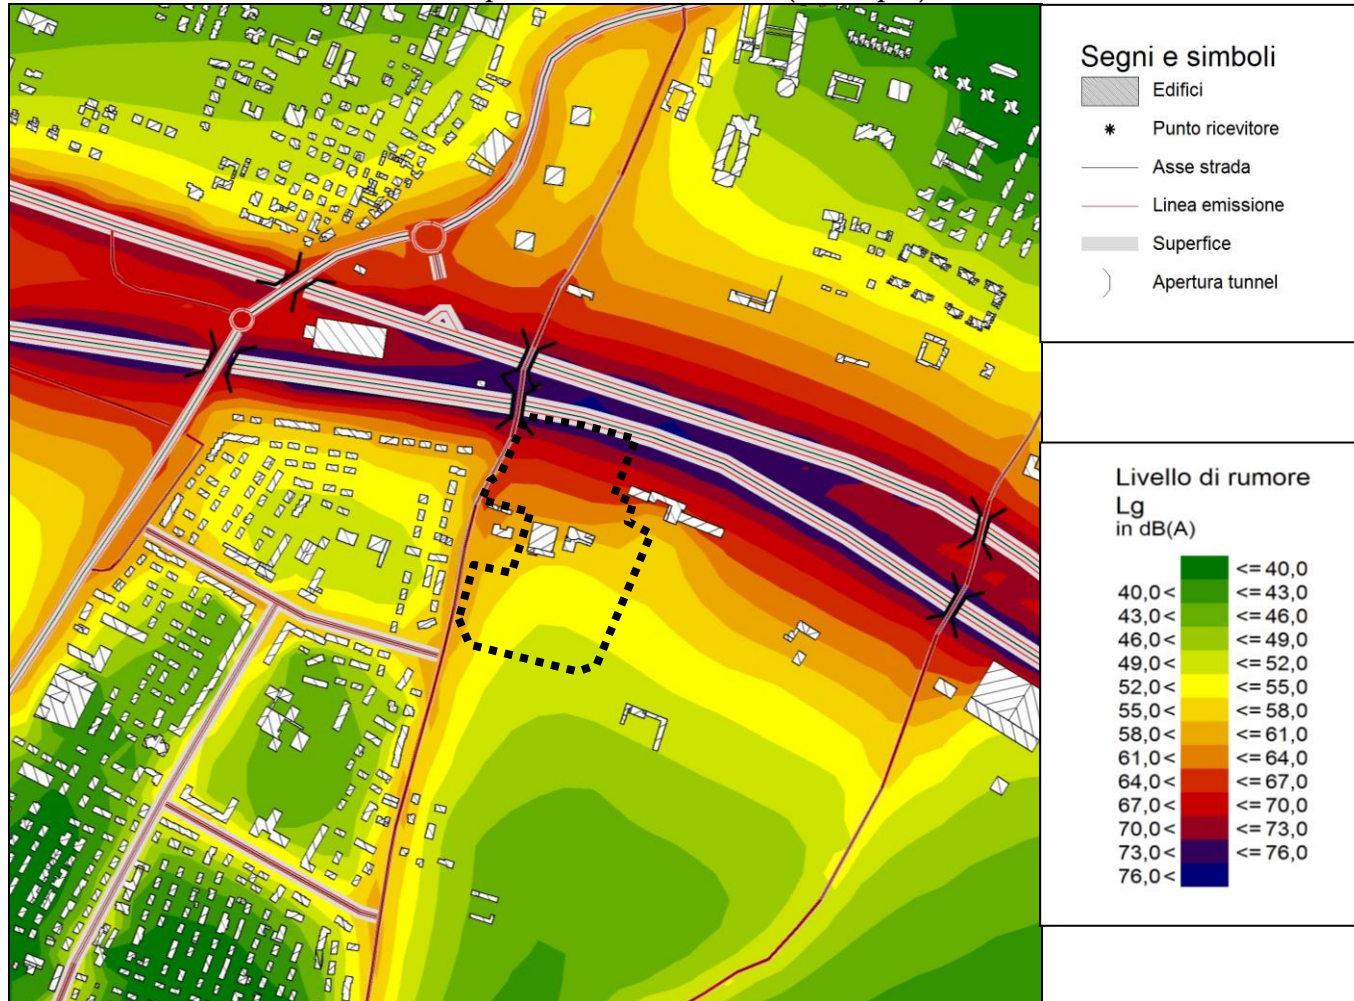 Segni e simboli
Edifici
Punto ricevitore
Asse strada
Linea emissione
Superfice
Apertura tunnel
Livello di rumore
Lg
in dB(A)
<= 40,0
40,0< <= 43,0
43,0< <= 46,0
46,0< <= 49,0
49,0< <= 52,0
52,0< <= 55,0
55,0< <= 58,0
58,0< <= 61,0
61,0< <= 64,0
64,0< <= 67,0
67,0< <= 70,0
70,0< <= 73,0
73,0< <= 76,0
76,0<